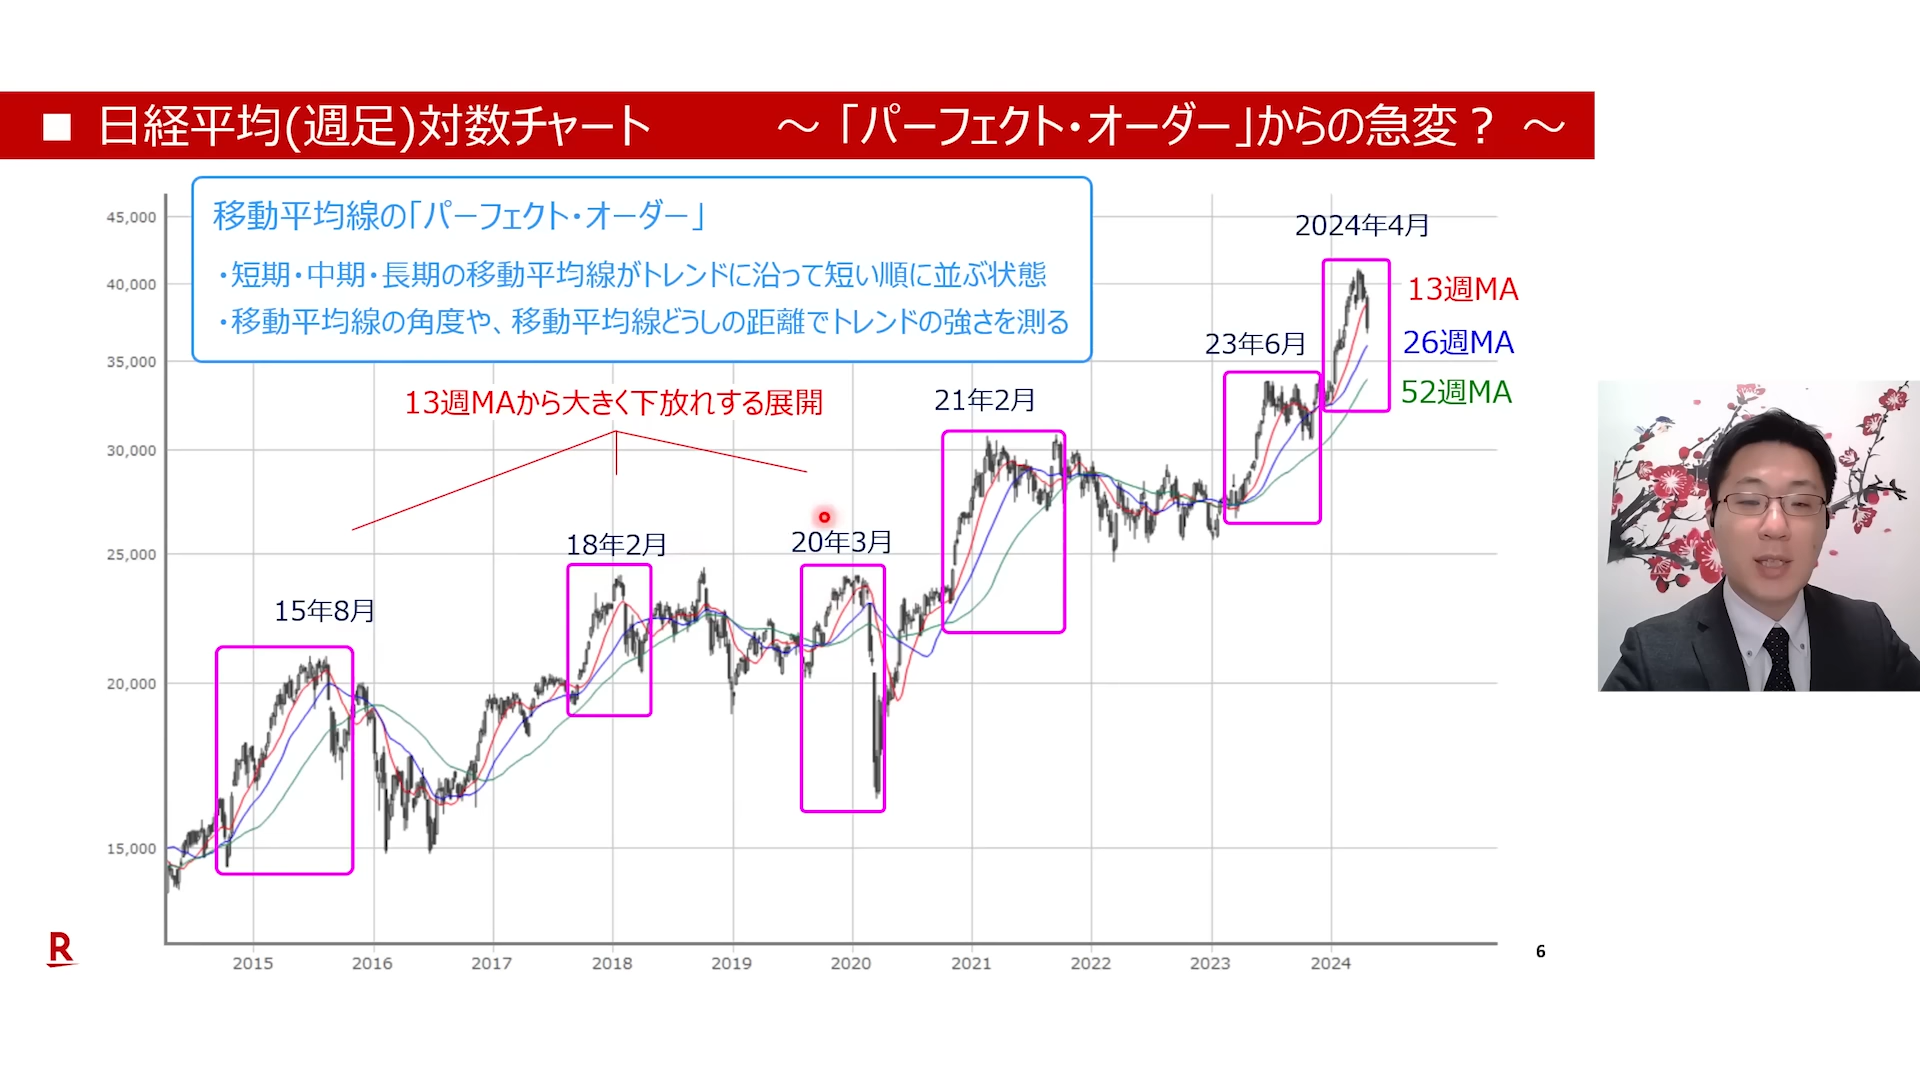 ■ 日経平均(週足)対数チャート ～「パーフェクト・オーダー」からの急変？ ～
移動平均線の「パーフェクト・オーダー」
・短期・中期・長期の移動平均線がトレンドに沿って短い順に並ぶ状態
・移動平均線の角度や、移動平均線どうしの距離でトレンドの強さを測る
45,000
40,000
35,000
30,000
25,000
20,000
15,000
2024年4月
13週MA
26週MA
52週MA
23年6月
21年2月
13週MAから大きく下放れする展開
18年2月
20年3月
15年8月
2015 2016 2017 2018 2019 2020 2021 2022 2023 2024
R
6